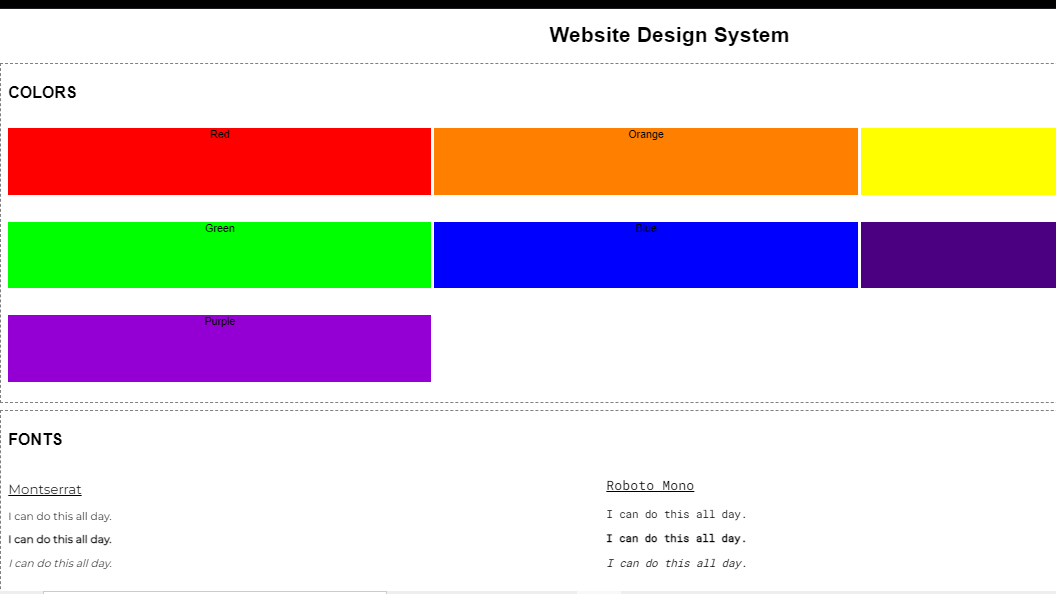 Website Design System
COLORS
Red
Orange
Green
Blue
Purple
FONTS
Montserrat
I can do this all day.
I can do this all day.
I can do this all day.
Roboto Mono
I can do this all day.
I can do this all day.
I can do this all day.